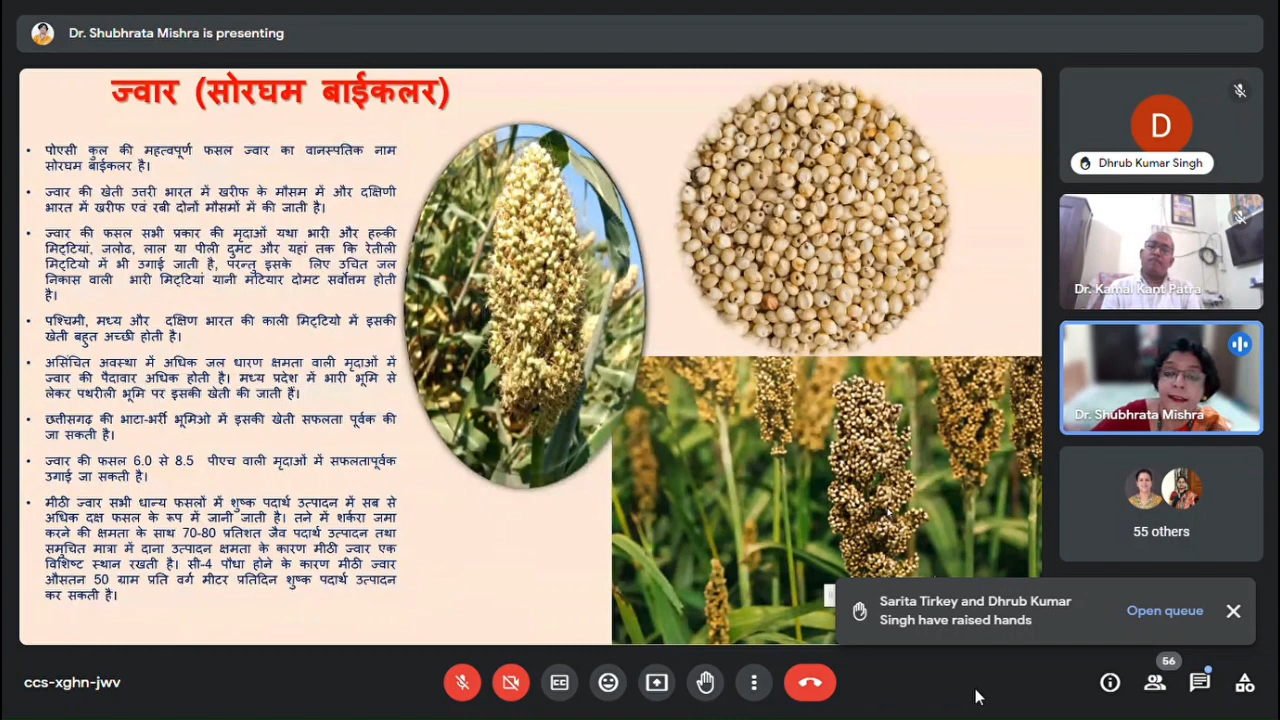 Dr. Shubhrata Mishra is presenting
ज्वार (सोरघम बाईकलर)
• पोएसी कुल की महत्वपूर्ण फसल ज्वार का वानस्पतिक नाम
सोरघम बाईकलर है।
• ज्वार की खेती उत्तरी भारत में खरीफ के मौसम में और दक्षिणी
भारत में खरीफ एवं रबी दोनों मौसमों में की जाती है।
• ज्वार की फसल सभी प्रकार की मृदाओं यथा भारी और हल्की
मिट्टियां, जलोढ, लाल या पीली दुमट और यहां तक कि रेतीली
मिट्टियो में भी उगाई जाती है, परन्तु इसके लिए उचित जल
निकास वाली भारी मिट्टियां यानी मटियार दोमट सर्वोत्तम होती
है।
• पश्चिमी, मध्य और दक्षिण भारत की काली मिट्टियो में इसकी
खेती बहुत अच्छी होती है।
• असिंचित अवस्था में अधिक जल धारण क्षमता वाली मृदाओं में
ज्वार की पैदावार अधिक होती है। मध्य प्रदेश में भारी भूमि से
लेकर पथरीली भूमि पर इसकी खेती की जाती हैं।
• छत्तीसगढ़ की भाटा-भर्री भूमिओ में इसकी खेती सफलता पूर्वक की
जा सकती है।
• ज्वार की फसल 6.0 से 8.5 पीएच वाली मृदाओं में सफलतापूर्वक
उगाई जा सकती है।
• मीठी ज्वार सभी धान्य फसलों में शुष्क पदार्थ उत्पादन में सब से
अधिक दक्ष फसल के रूप में जानी जाती है। तने में शर्करा जमा
करने की क्षमता के साथ 70-80 प्रतिशत जैव पदार्थ उत्पादन तथा
समुचित मात्रा में दाना उत्पादन क्षमता के कारण मीठी ज्वार एक
विशिष्ट स्थान रखती है। सी-4 पौधा होने के कारण मीठी ज्वार
औसतन 50 ग्राम प्रति वर्ग मीटर प्रतिदिन शुष्क पदार्थ उत्पादन
कर सकती है।
D
Dhrub Kumar Singh
Dr. Kamal Kant Patra
Dr. Shubhrata Mishra
55 others
Sarita Tirkey and Dhrub Kumar
Singh have raised hands
Open queue
ccs-xghn-jwv
CC
56